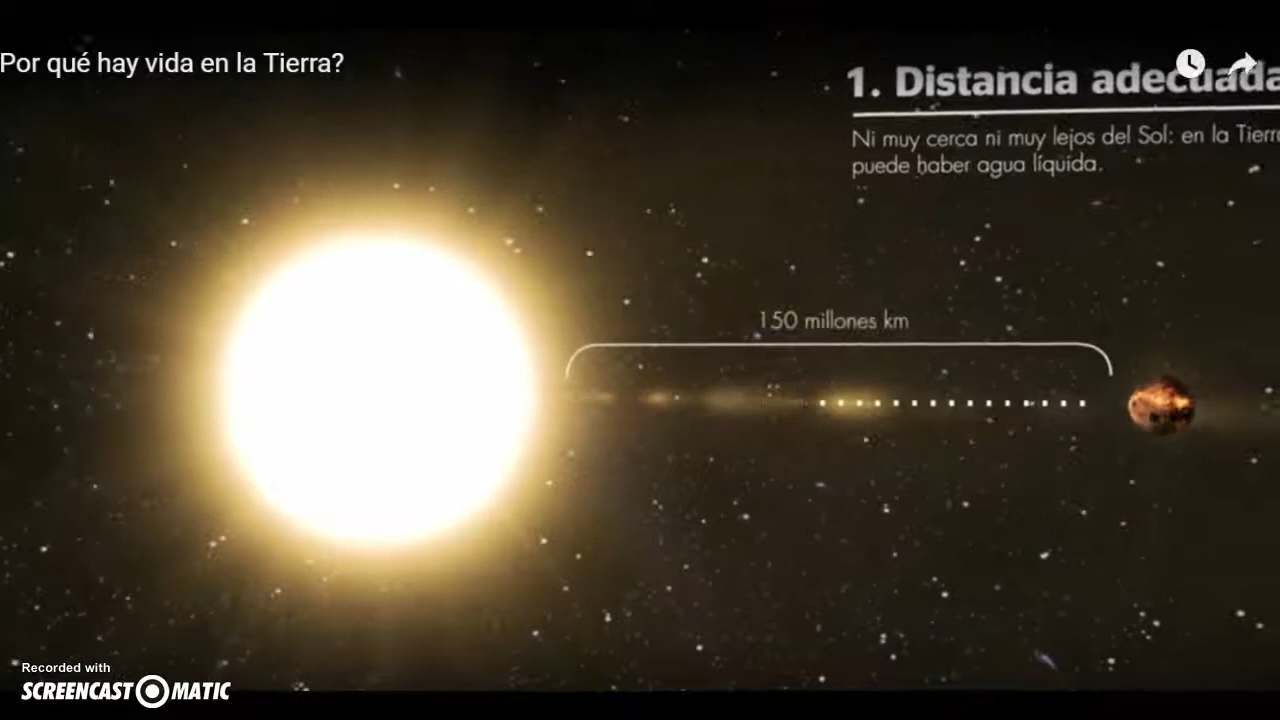 Por qué hay vida en la Tierra?
1. Distancia adecuada
Ni muy cerca ni muy lejos del Sol: en la
puede haber agua líquida.
150 millones km
Recorded with
SCREENCAST MATIC